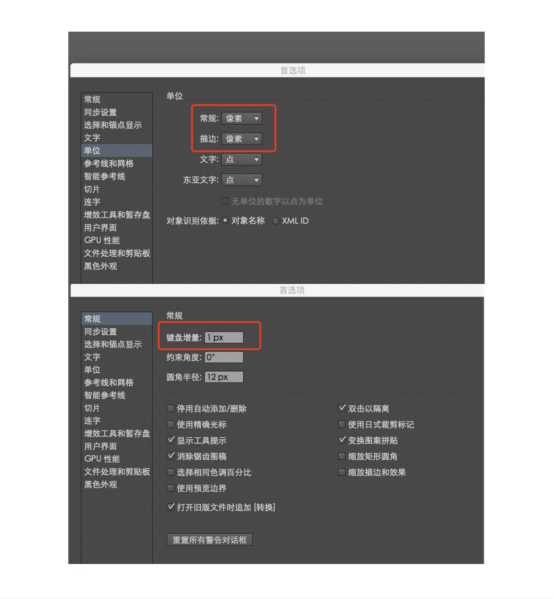 首选项
常规
同步设置
选择和锚点显示
文字
单位
参考线和网格
智能参考线
切片
连字
增效工具和暂存盘
用户界面
GPU 性能
文件处理和剪贴板
黑色外观
单位
常规: 像素
描边: 像素
文字: 点
东亚文字: 点
无单位的数字以点为单位
对象识别依据: 对象名称 XML ID
首选项
常规
同步设置
选择和锚点显示
文字
单位
参考线和网格
智能参考线
切片
连字
增效工具和暂存盘
用户界面
GPU 性能
文件处理和剪贴板
黑色外观
常规
键盘增量: 1 px
约束角度: 0°
圆角半径: 12 px
停用自动添加/删除
双击以隔离
使用精确光标
使用日式裁剪标记
显示工具提示
变换图案拼贴
消除锯齿图稿
缩放矩形圆角
选择相同色调百分比
缩放描边和效果
使用预览边界
打开旧版文件时追加 [转换]
重置所有警告对话框